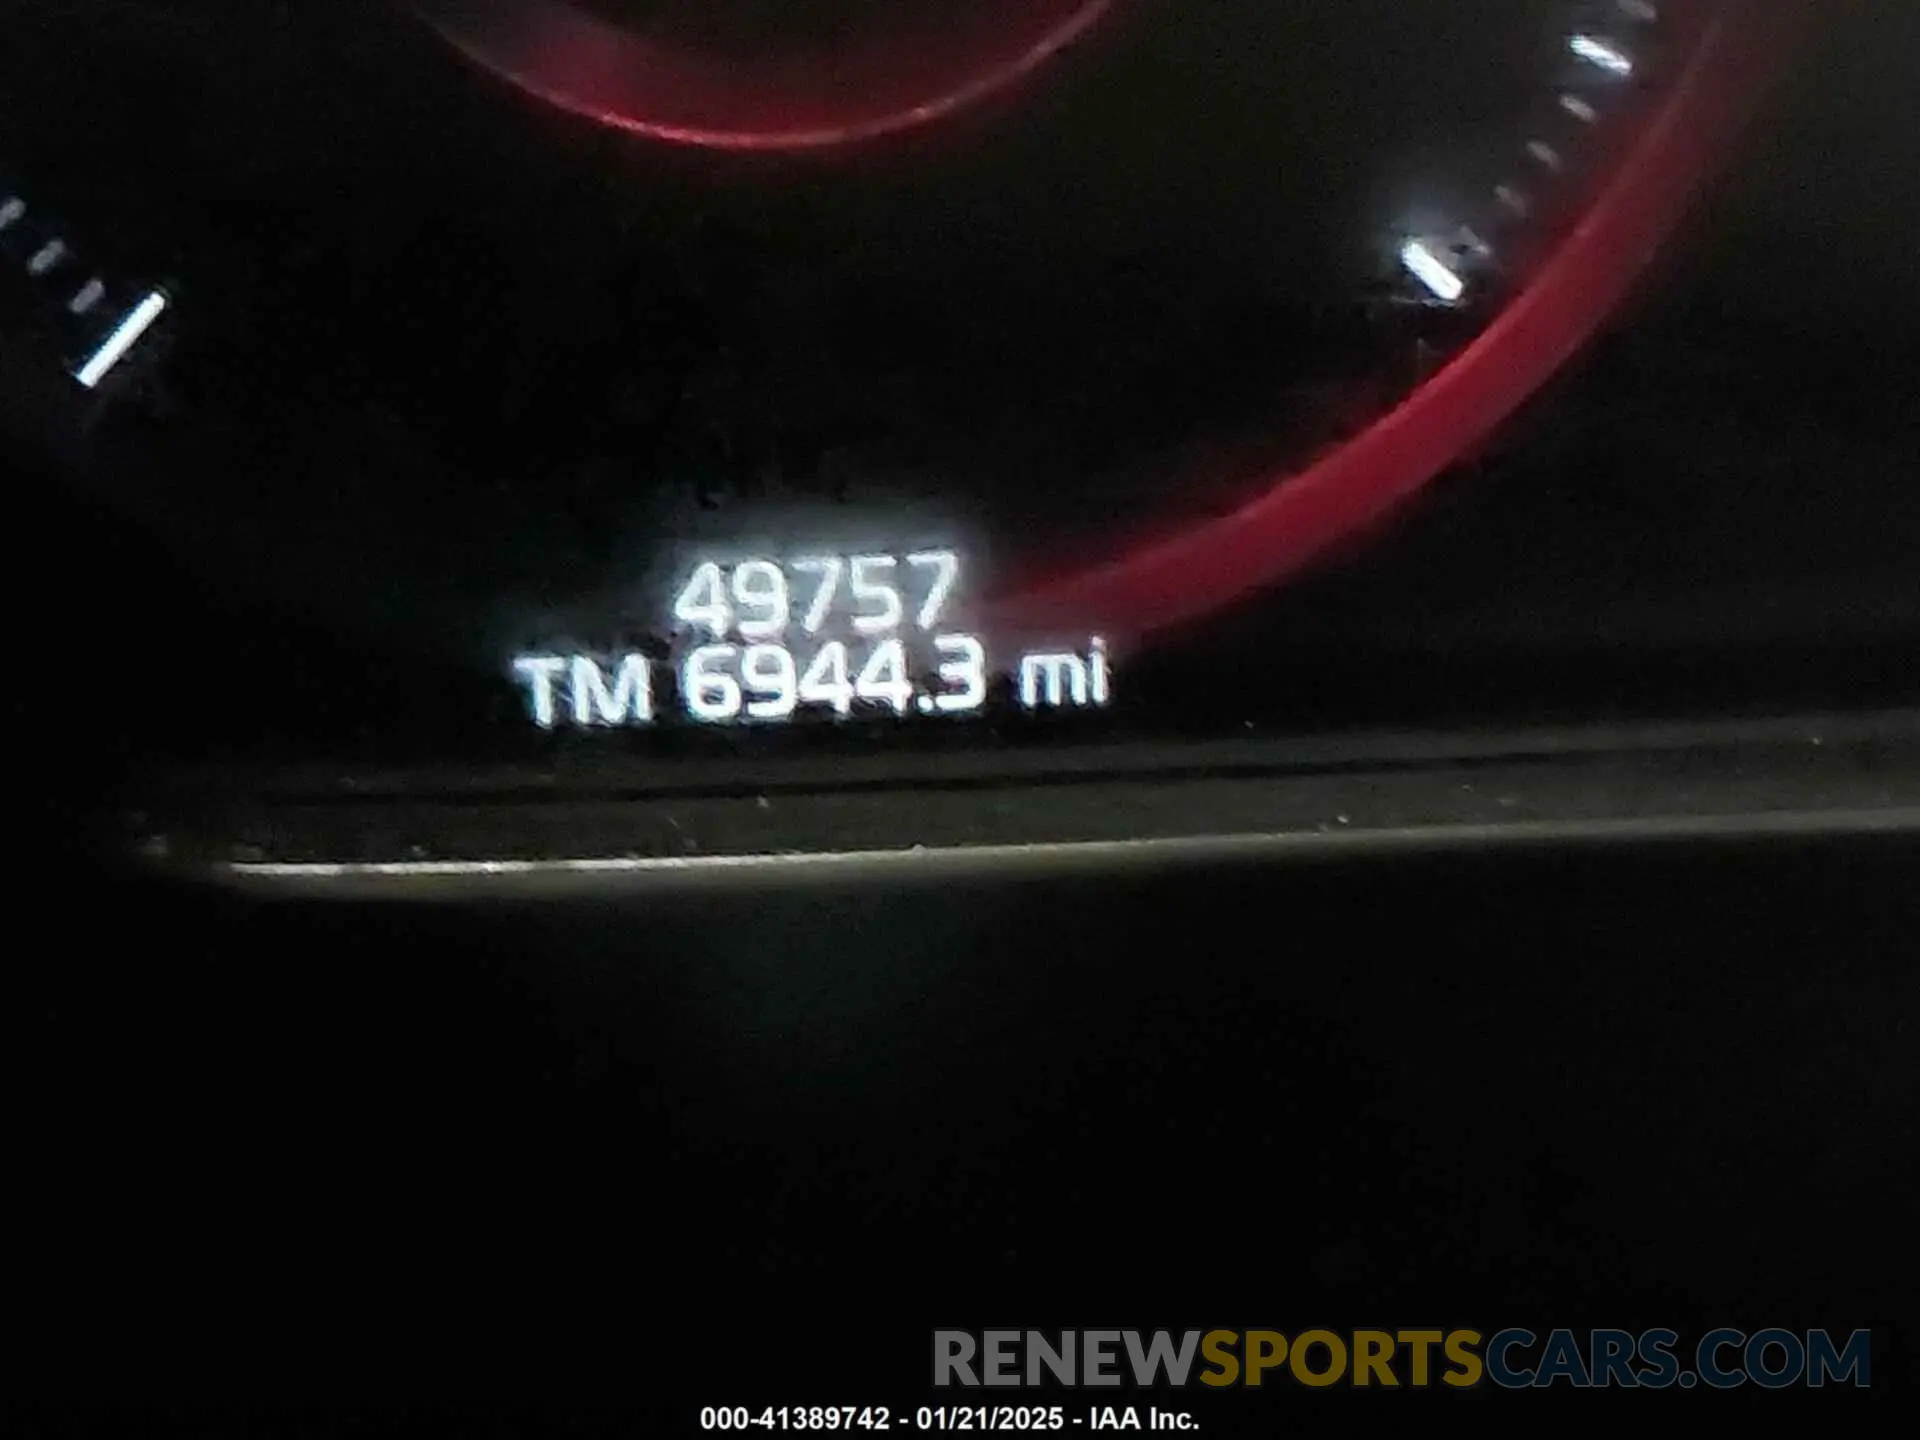 49757
TM 6944.3 mi
RENEWSPORTSCARS.COM
000-41389742 - 01/21/2025 - IAA Inc.